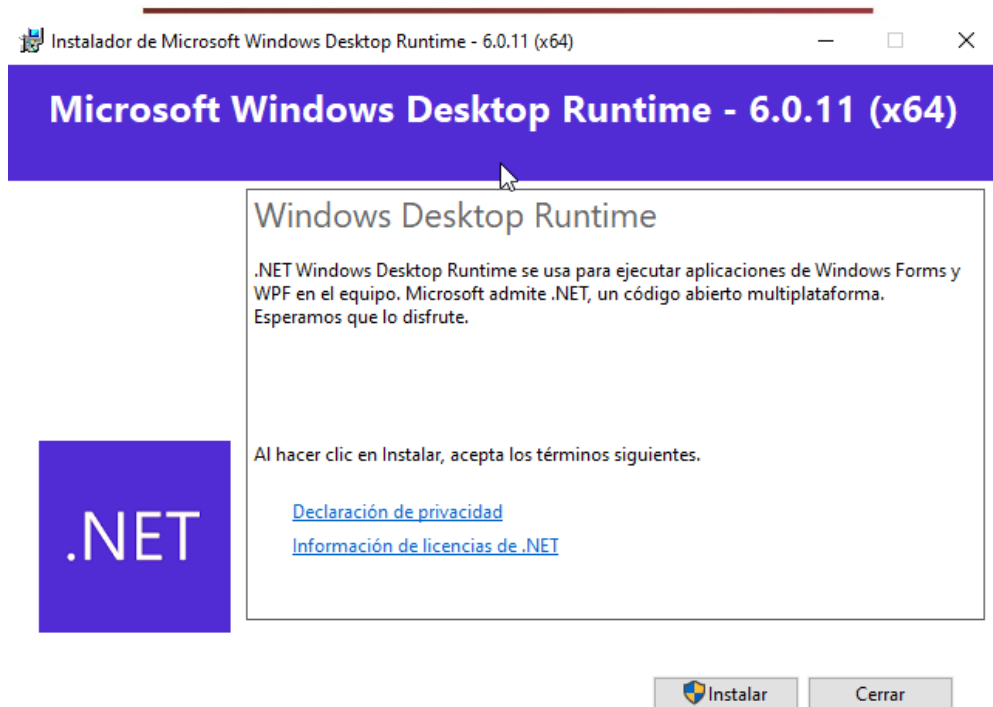 Instalador de Microsoft Windows Desktop Runtime - 6.0.11 (x64)
Microsoft Windows Desktop Runtime - 6.0.11 (x64)
Windows Desktop Runtime
.NET Windows Desktop Runtime se usa para ejecutar aplicaciones de Windows Forms y
WPF en el equipo. Microsoft admite .NET, un código abierto multiplataforma.
Esperamos que lo disfrute.
Al hacer clic en Instalar, acepta los términos siguientes.
Declaración de privacidad
Información de licencias de .NET
.NET
Instalar
Cerrar